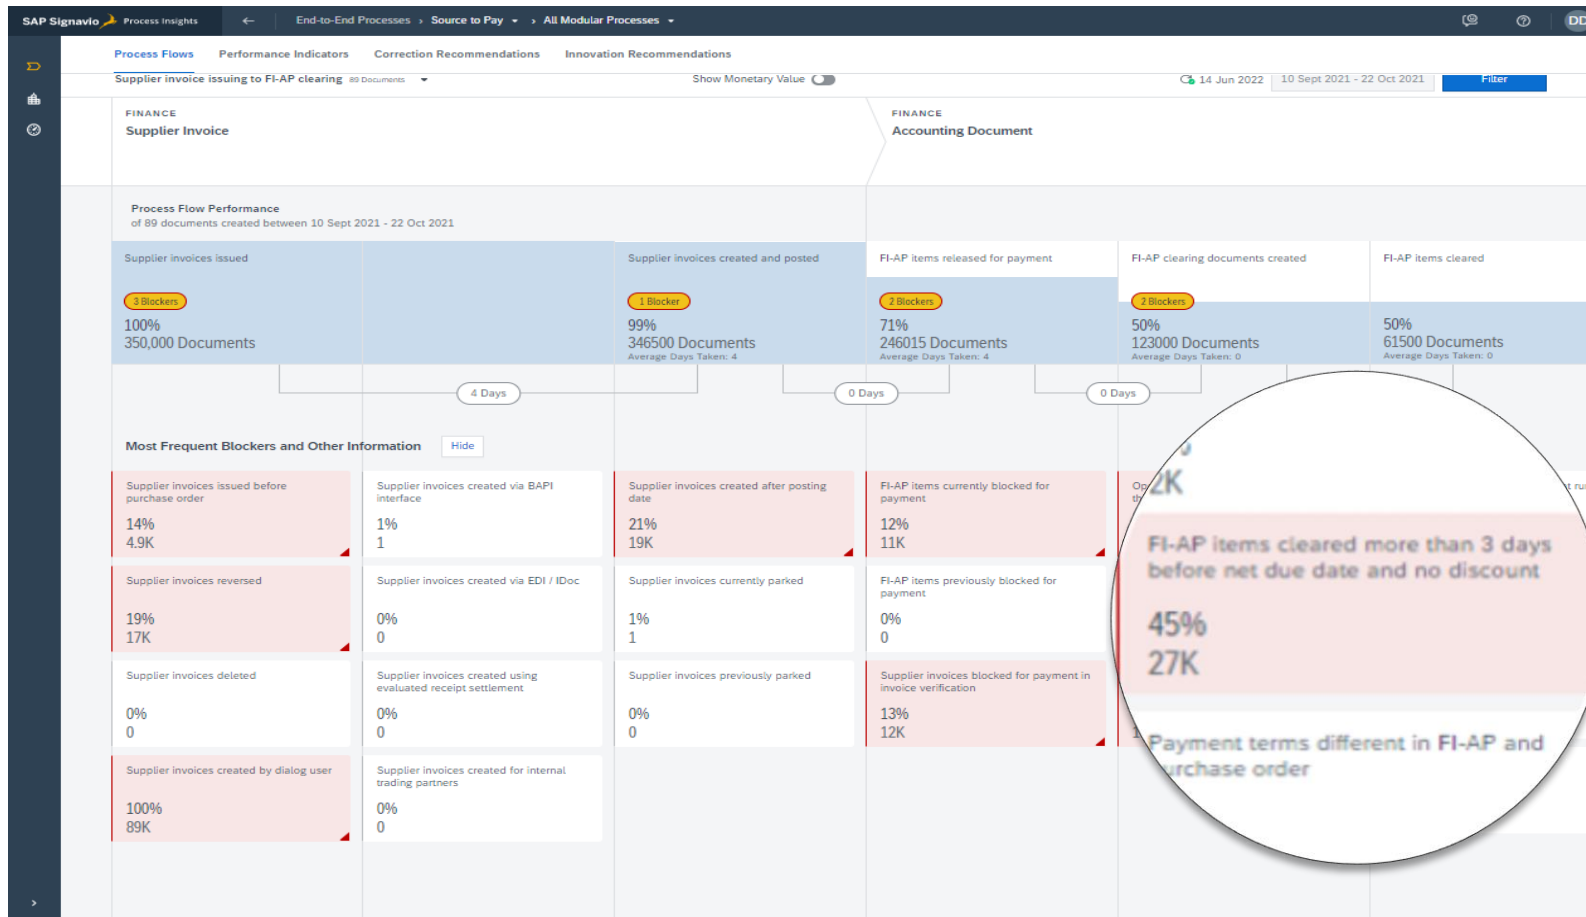 SAP Signavio Process Insights
End-to-End Processes › Source to Pay › All Modular Processes
DD
Process Flows Performance Indicators Correction Recommendations Innovation Recommendations
Supplier invoice issuing to FI-AP clearing 89 Documents
Show Monetary Value
14 Jun 2022
10 Sept 2021 - 22 Oct 2021
Filter
FINANCE
Supplier Invoice
FINANCE
Accounting Document
Process Flow Performance
of 89 documents created between 10 Sept 2021 - 22 Oct 2021
Supplier invoices issued
3 Blockers
100%
350,000 Documents
Supplier invoices created and posted
1 Blocker
99%
346500 Documents
Average Days Taken: 4
FI-AP items released for payment
2 Blockers
71%
246015 Documents
Average Days Taken: 4
FI-AP clearing documents created
2 Blockers
50%
123000 Documents
Average Days Taken: 0
FI-AP items cleared
50%
61500 Documents
Average Days Taken: 0
4 Days
0 Days
0 Days
Most Frequent Blockers and Other Information
Hide
Supplier invoices issued before
purchase order
14%
4.9K
Supplier invoices created via BAPI
interface
1%
1
Supplier invoices created after posting
date
21%
19K
FI-AP items currently blocked for
payment
12%
11K
2K
Supplier invoices reversed
19%
17K
Supplier invoices created via EDI / IDoc
0%
0
Supplier invoices currently parked
1%
1
FI-AP items previously blocked for
payment
0%
0
FI-AP items cleared more than 3 days
before net due date and no discount
45%
27K
Supplier invoices deleted
0%
0
Supplier invoices created using
evaluated receipt settlement
0%
0
Supplier invoices previously parked
0%
0
Supplier invoices blocked for payment in
invoice verification
13%
12K
Payment terms different in FI-AP and
order
Supplier invoices created by dialog user
100%
89K
Supplier invoices created for internal
trading partners
0%
0